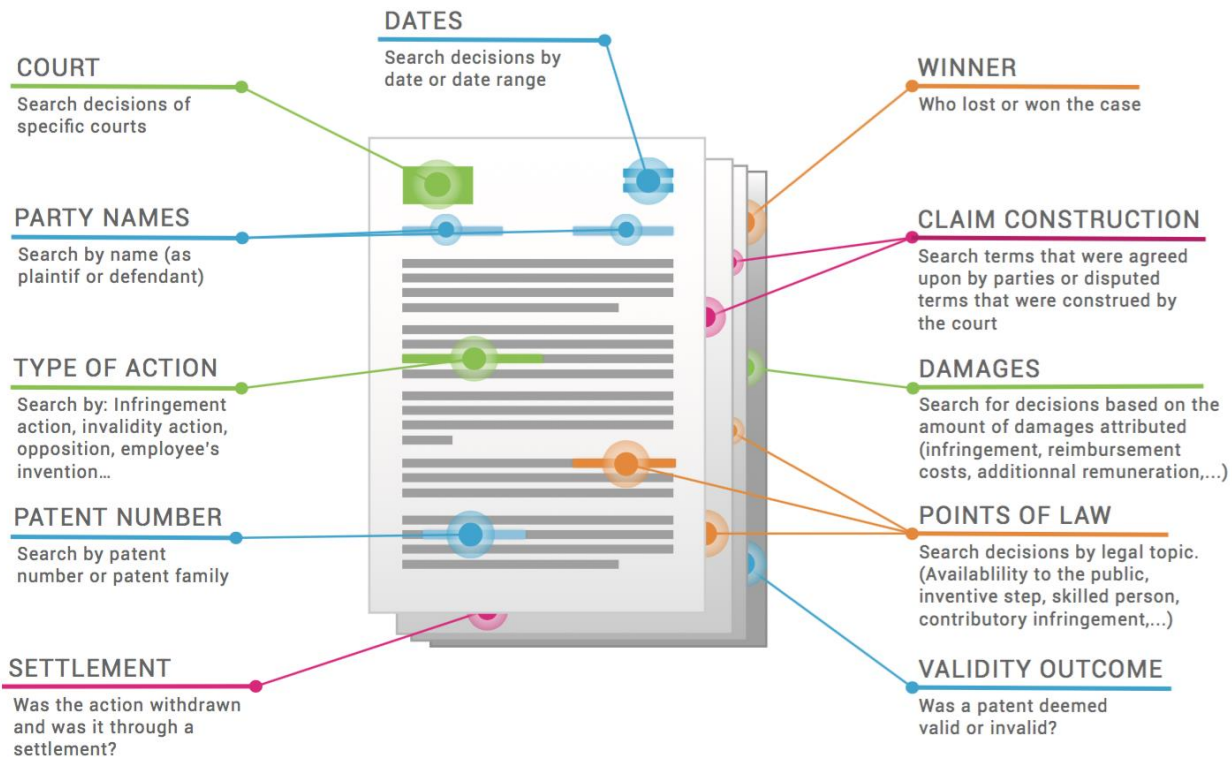 DATES
Search decisions by
date or date range
COURT
Search decisions of
specific courts
PARTY NAMES
Search by name (as
plaintif or defendant)
TYPE OF ACTION
Search by: Infringement
action, invalidity action,
opposition, employee's
invention...
PATENT NUMBER
Search by patent
number or patent family
SETTLEMENT
Was the action withdrawn
and was it through a
settlement?
WINNER
Who lost or won the case
CLAIM CONSTRUCTION
Search terms that were agreed
upon by parties or disputed
terms that were construed by
the court
DAMAGES
Search for decisions based on the
amount of damages attributed
(infringement, reimbursement
costs, additionnal remuneration,...)
POINTS OF LAW
Search decisions by legal topic.
(Availablility to the public,
inventive step, skilled person,
contributory infringement,...)
VALIDITY OUTCOME
Was a patent deemed
valid or invalid?